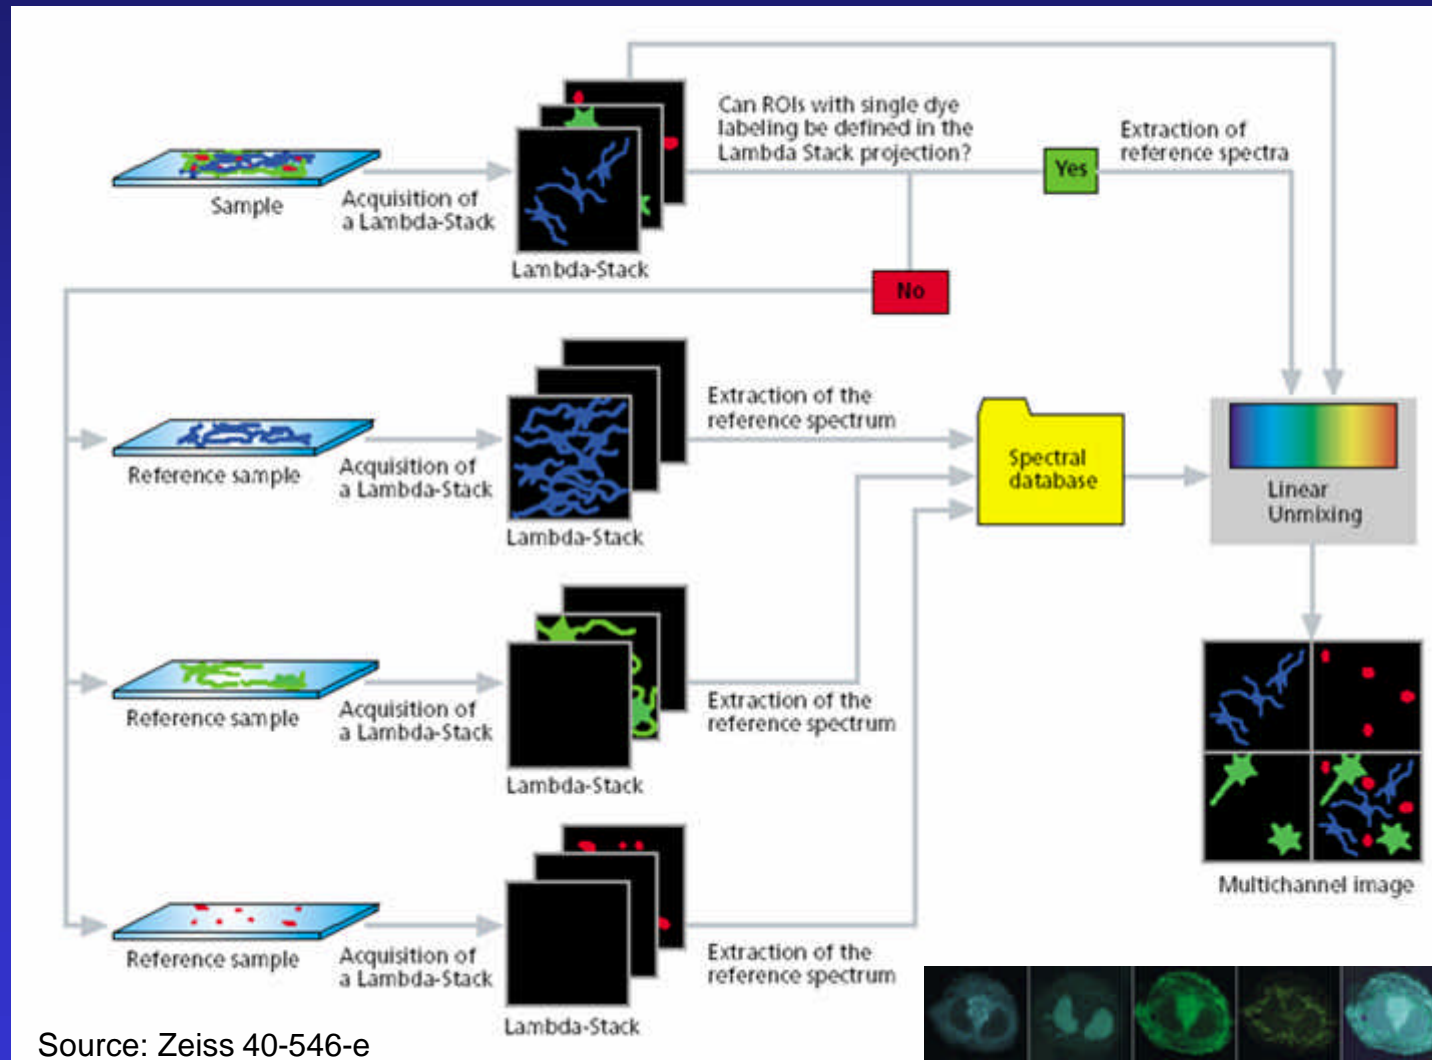 Can ROIs with single dye
labeling be defined in the
Lambda Stack projection?
Extraction of
reference spectra
Yes
Sample
Acquisition of
a Lambda-Stack
Lambda-Stack
No
Extraction of the
reference spectrum
Reference sample
Acquisition of
a Lambda-Stack
Lambda-Stack
Spectral
database
Linear
Unmixing
Reference sample
Acquisition of
a Lambda-Stack
Extraction of the
reference spectrum
Lambda-Stack
Multichannel image
Reference sample
Acquisition of
a Lambda-Stack
Extraction of the
reference spectrum
Lambda-Stack
Source: Zeiss 40-546-e